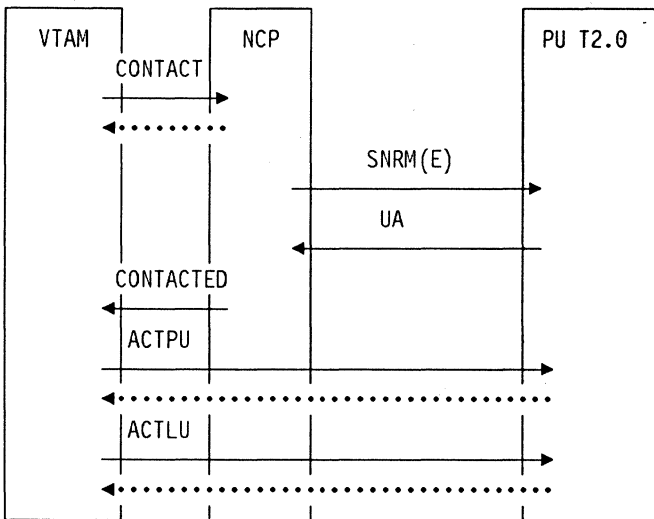 VTAM NCP PU T2.0
CONTACT
SNRM(E)
UA
CONTACTED
ACTPU
ACTLU